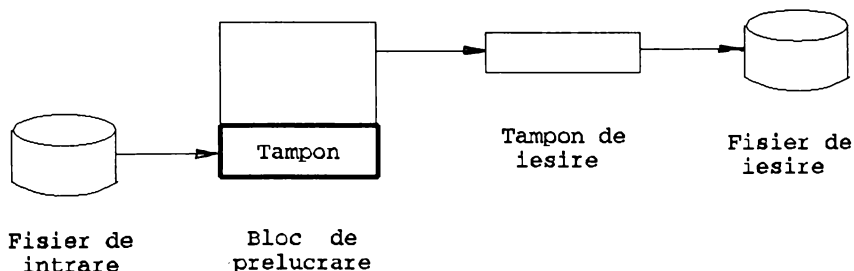 Tampon
Tampon de
iesire
Fisier de
iesire
Fisier de
intrare
Bloc de
prelucrare